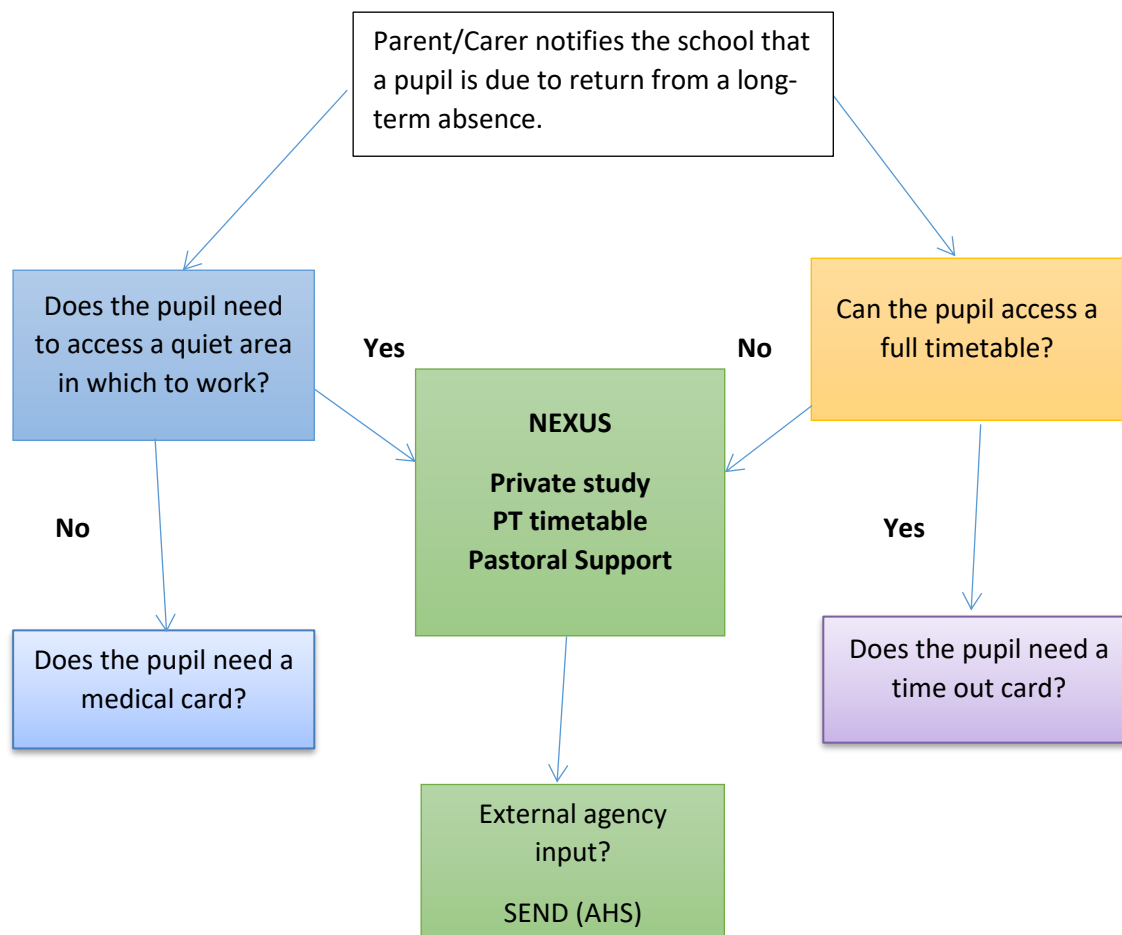 Parent/Carer notifies the school that
a pupil is due to return from a long-
term absence.
Does the pupil need
to access a quiet area
in which to work?
Yes
No
Can the pupil access a
full timetable?
NEXUS
Private study
PT timetable
Pastoral Support
No
Yes
Does the pupil need a
medical card?
Does the pupil need a
time out card?
External agency
input?
SEND (AHS)